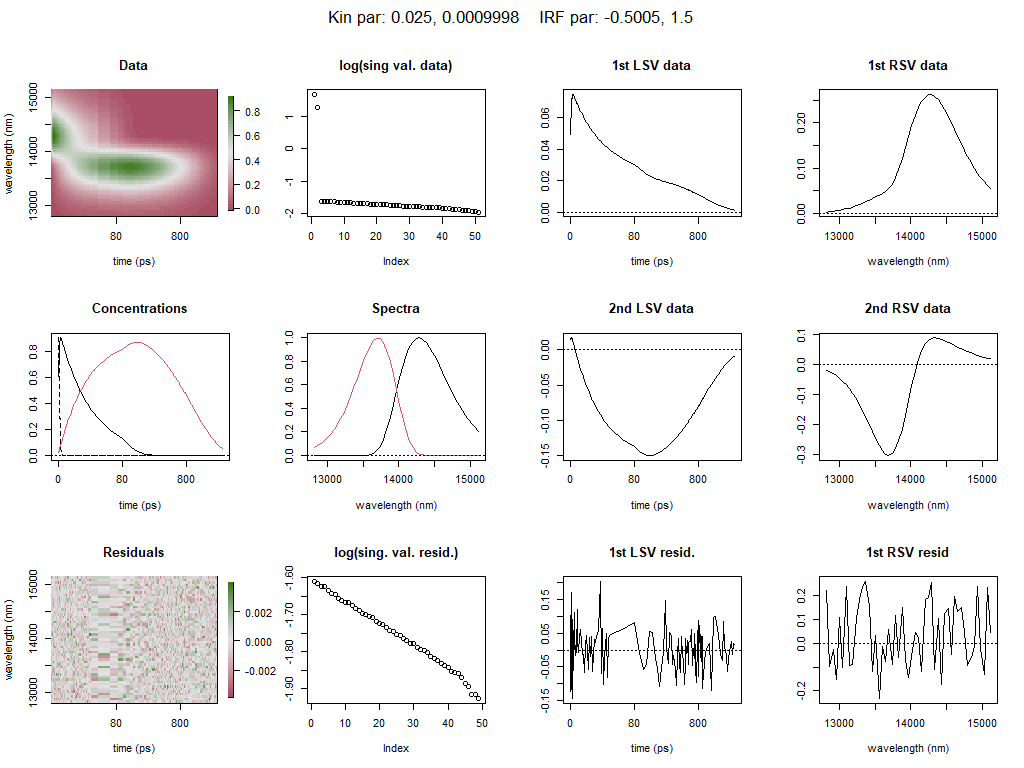 Kin par: 0.025, 0.0009998    IRF par: -0.5005, 1.5
Data
wavelength (nm)
13000 14000 15000
80 800
time (ps)
0.0 0.2 0.4 0.6 0.8
log(sing val. data)
-2 -1 0 1
0 10 20 30 40 50
Index
1st LSV data
0.00 0.02 0.04 0.06
0 80 800
time (ps)
1st RSV data
0.00 0.10 0.20
13000 14000 15000
wavelength (nm)
Concentrations
0.0 0.2 0.4 0.6 0.8
0 80 800
time (ps)
Spectra
0.0 0.2 0.4 0.6 0.8 1.0
13000 14000 15000
wavelength (nm)
2nd LSV data
-0.15 -0.10 -0.05 0.00
0 80 800
time (ps)
2nd RSV data
-0.3 -0.2 -0.1 0.0 0.1
13000 14000 15000
wavelength (nm)
Residuals
wavelength (nm)
13000 14000 15000
80 800
time (ps)
-0.002 0.000 0.002
log(sing. val. resid.)
-1.90 -1.80 -1.70 -1.60
0 10 20 30 40 50
Index
1st LSV resid.
-0.15 -0.05 0.05 0.15
0 80 800
time (ps)
1st RSV resid
-0.2 0.0 0.1 0.2
13000 14000 15000
wavelength (nm)